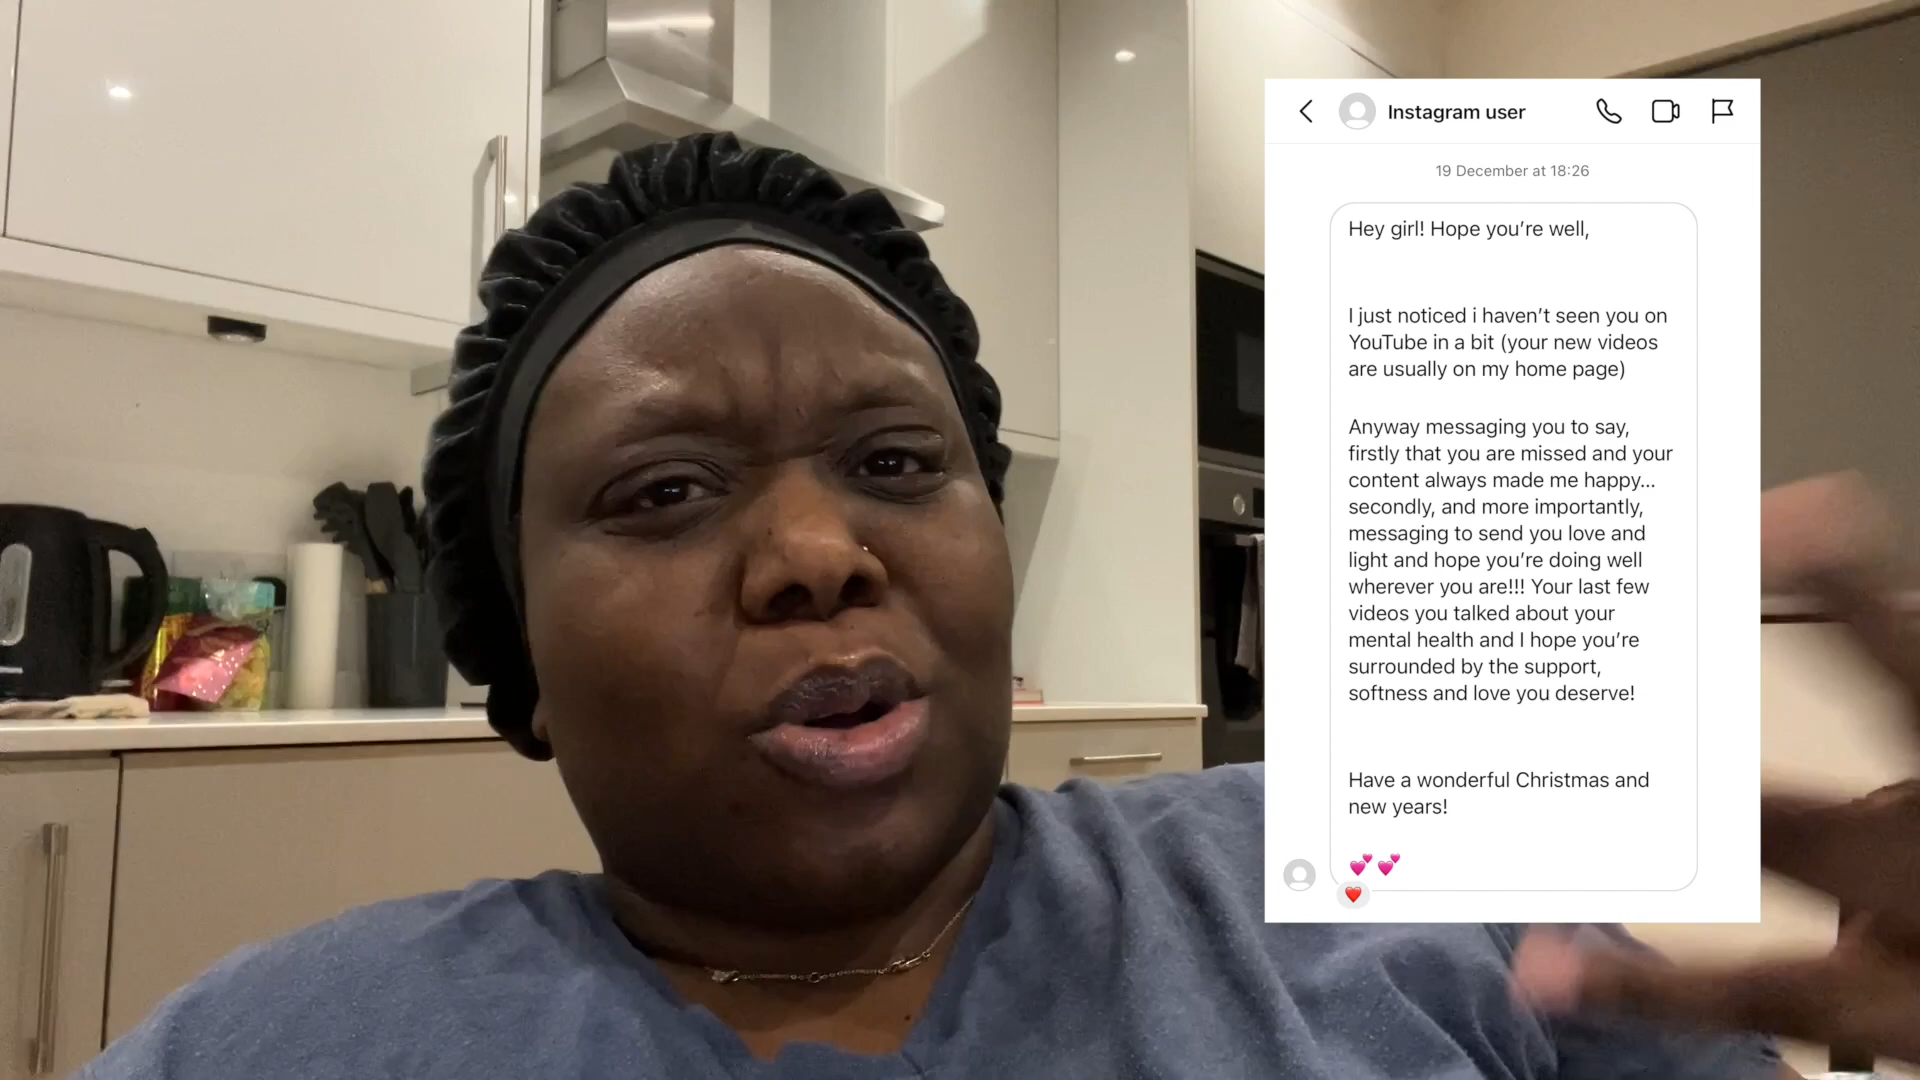 Instagram user
19 December at 18:26
Hey girl! Hope you’re well,
I just noticed i haven’t seen you on
YouTube in a bit (your new videos
are usually on my home page)
Anyway messaging you to say,
firstly that you are missed and your
content always made me happy...
secondly, and more importantly,
messaging to send you love and
light and hope you’re doing well
wherever you are!!! Your last few
videos you talked about your
mental health and I hope you’re
surrounded by the support,
softness and love you deserve!
Have a wonderful Christmas and
new years!
💕 💕
❤️